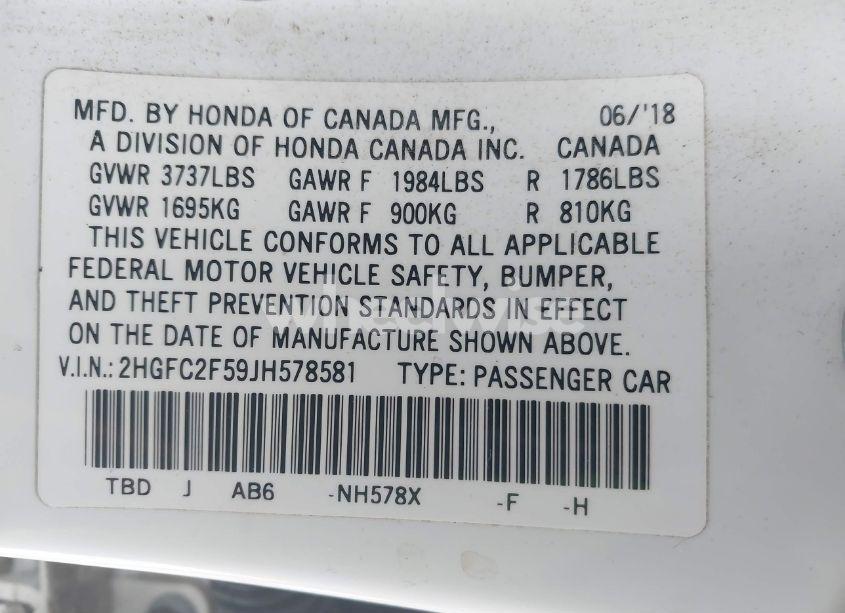 MFD. BY HONDA OF CANADA MFG., 06/'18
A DIVISION OF HONDA CANADA INC. CANADA
GVWR 3737LBS GAWR F 1984LBS R 1786LBS
GVWR 1695KG GAWR F 900KG R 810KG
THIS VEHICLE CONFORMS TO ALL APPLICABLE
FEDERAL MOTOR VEHICLE SAFETY, BUMPER,
AND THEFT PREVENTION STANDARDS IN EFFECT
ON THE DATE OF MANUFACTURE SHOWN ABOVE.
V.I.N.: 2HGFC2F59JH578581 TYPE: PASSENGER CAR
TBD J AB6 -NH578X -F -H